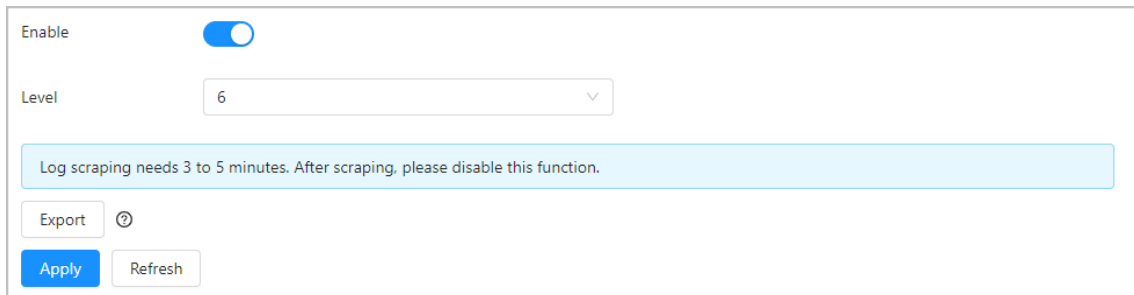 Enable
Level
6
Log scraping needs 3 to 5 minutes. After scraping, please disable this function.
Export
Apply Refresh